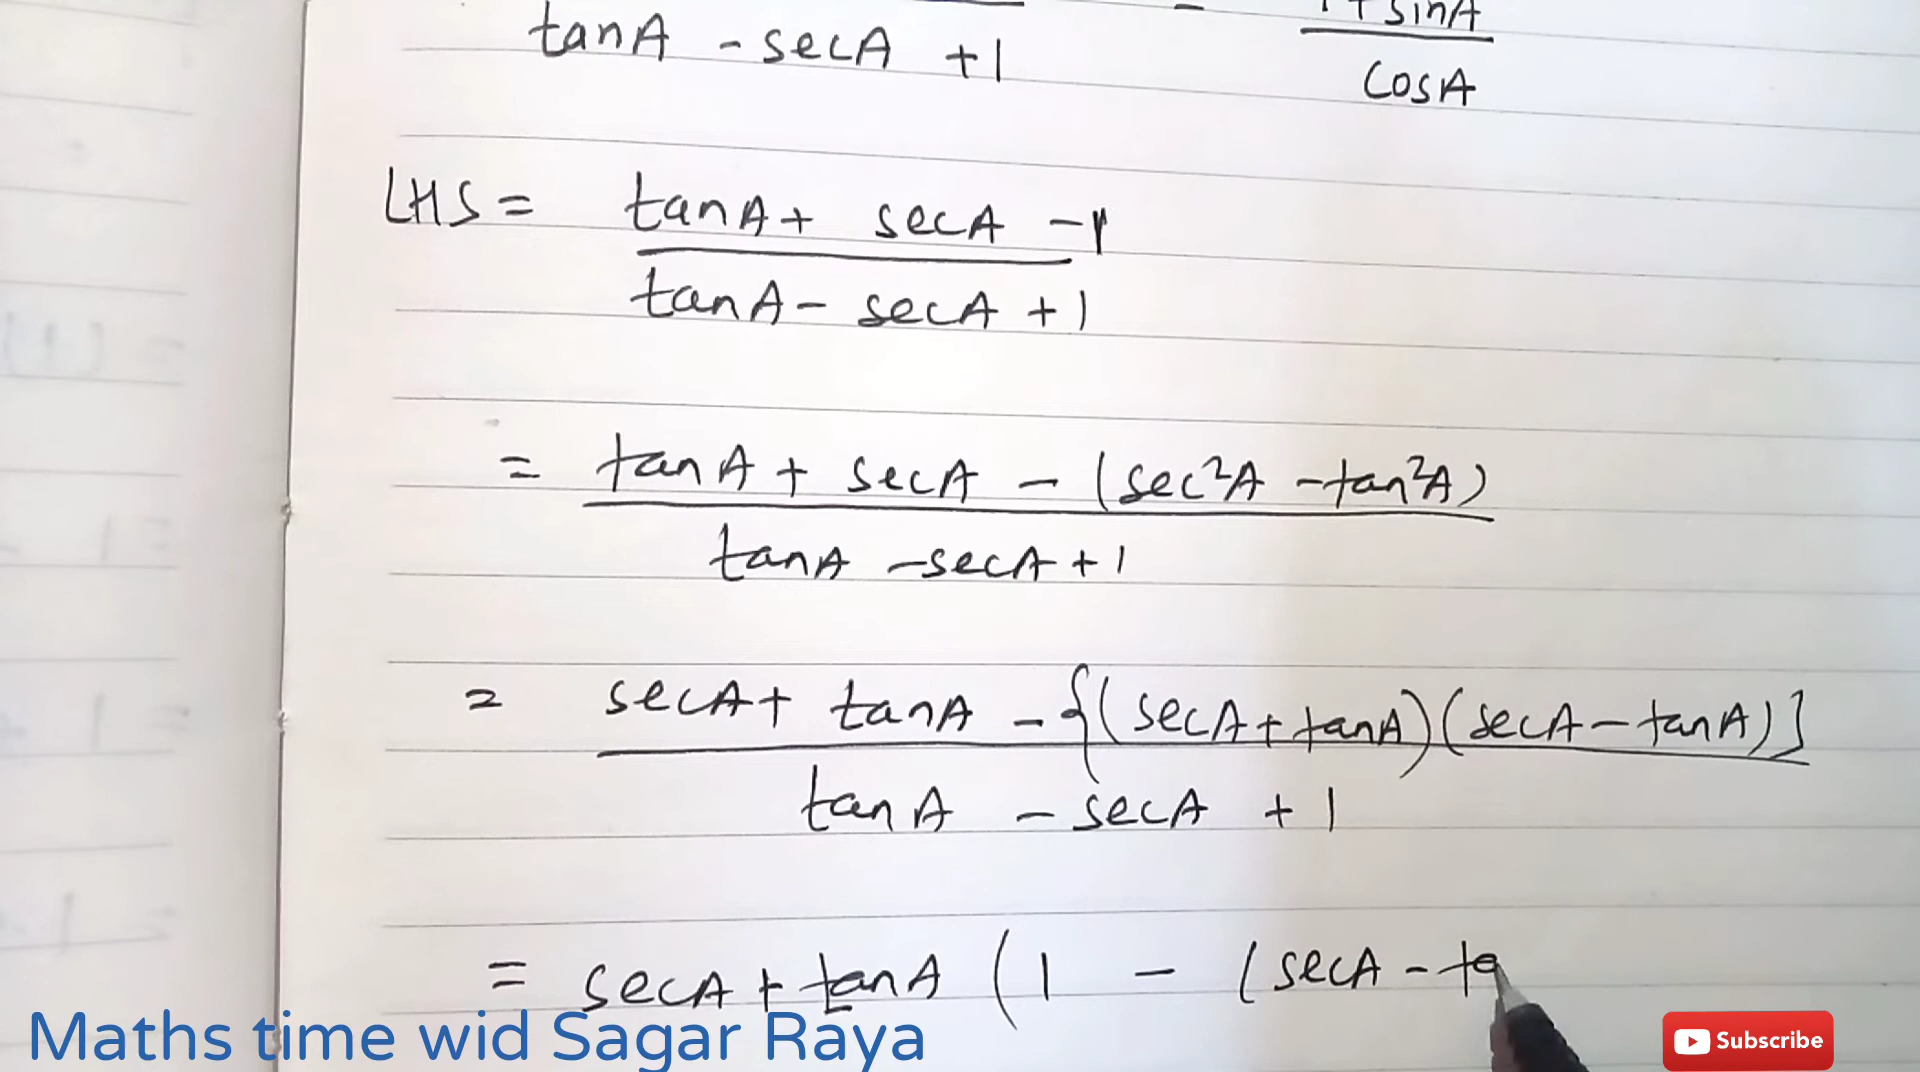 1 + sinA
tanA - secA + 1 = cosA
LHS = tanA + secA - 1
tanA - secA + 1
= tanA + secA - (sec²A - tan²A)
tanA - secA + 1
= secA + tanA - {(secA + tanA)(secA - tanA)]
tanA - secA + 1
= secA + tanA (1 - (secA - ta
Maths time wid Sagar Raya
Subscribe